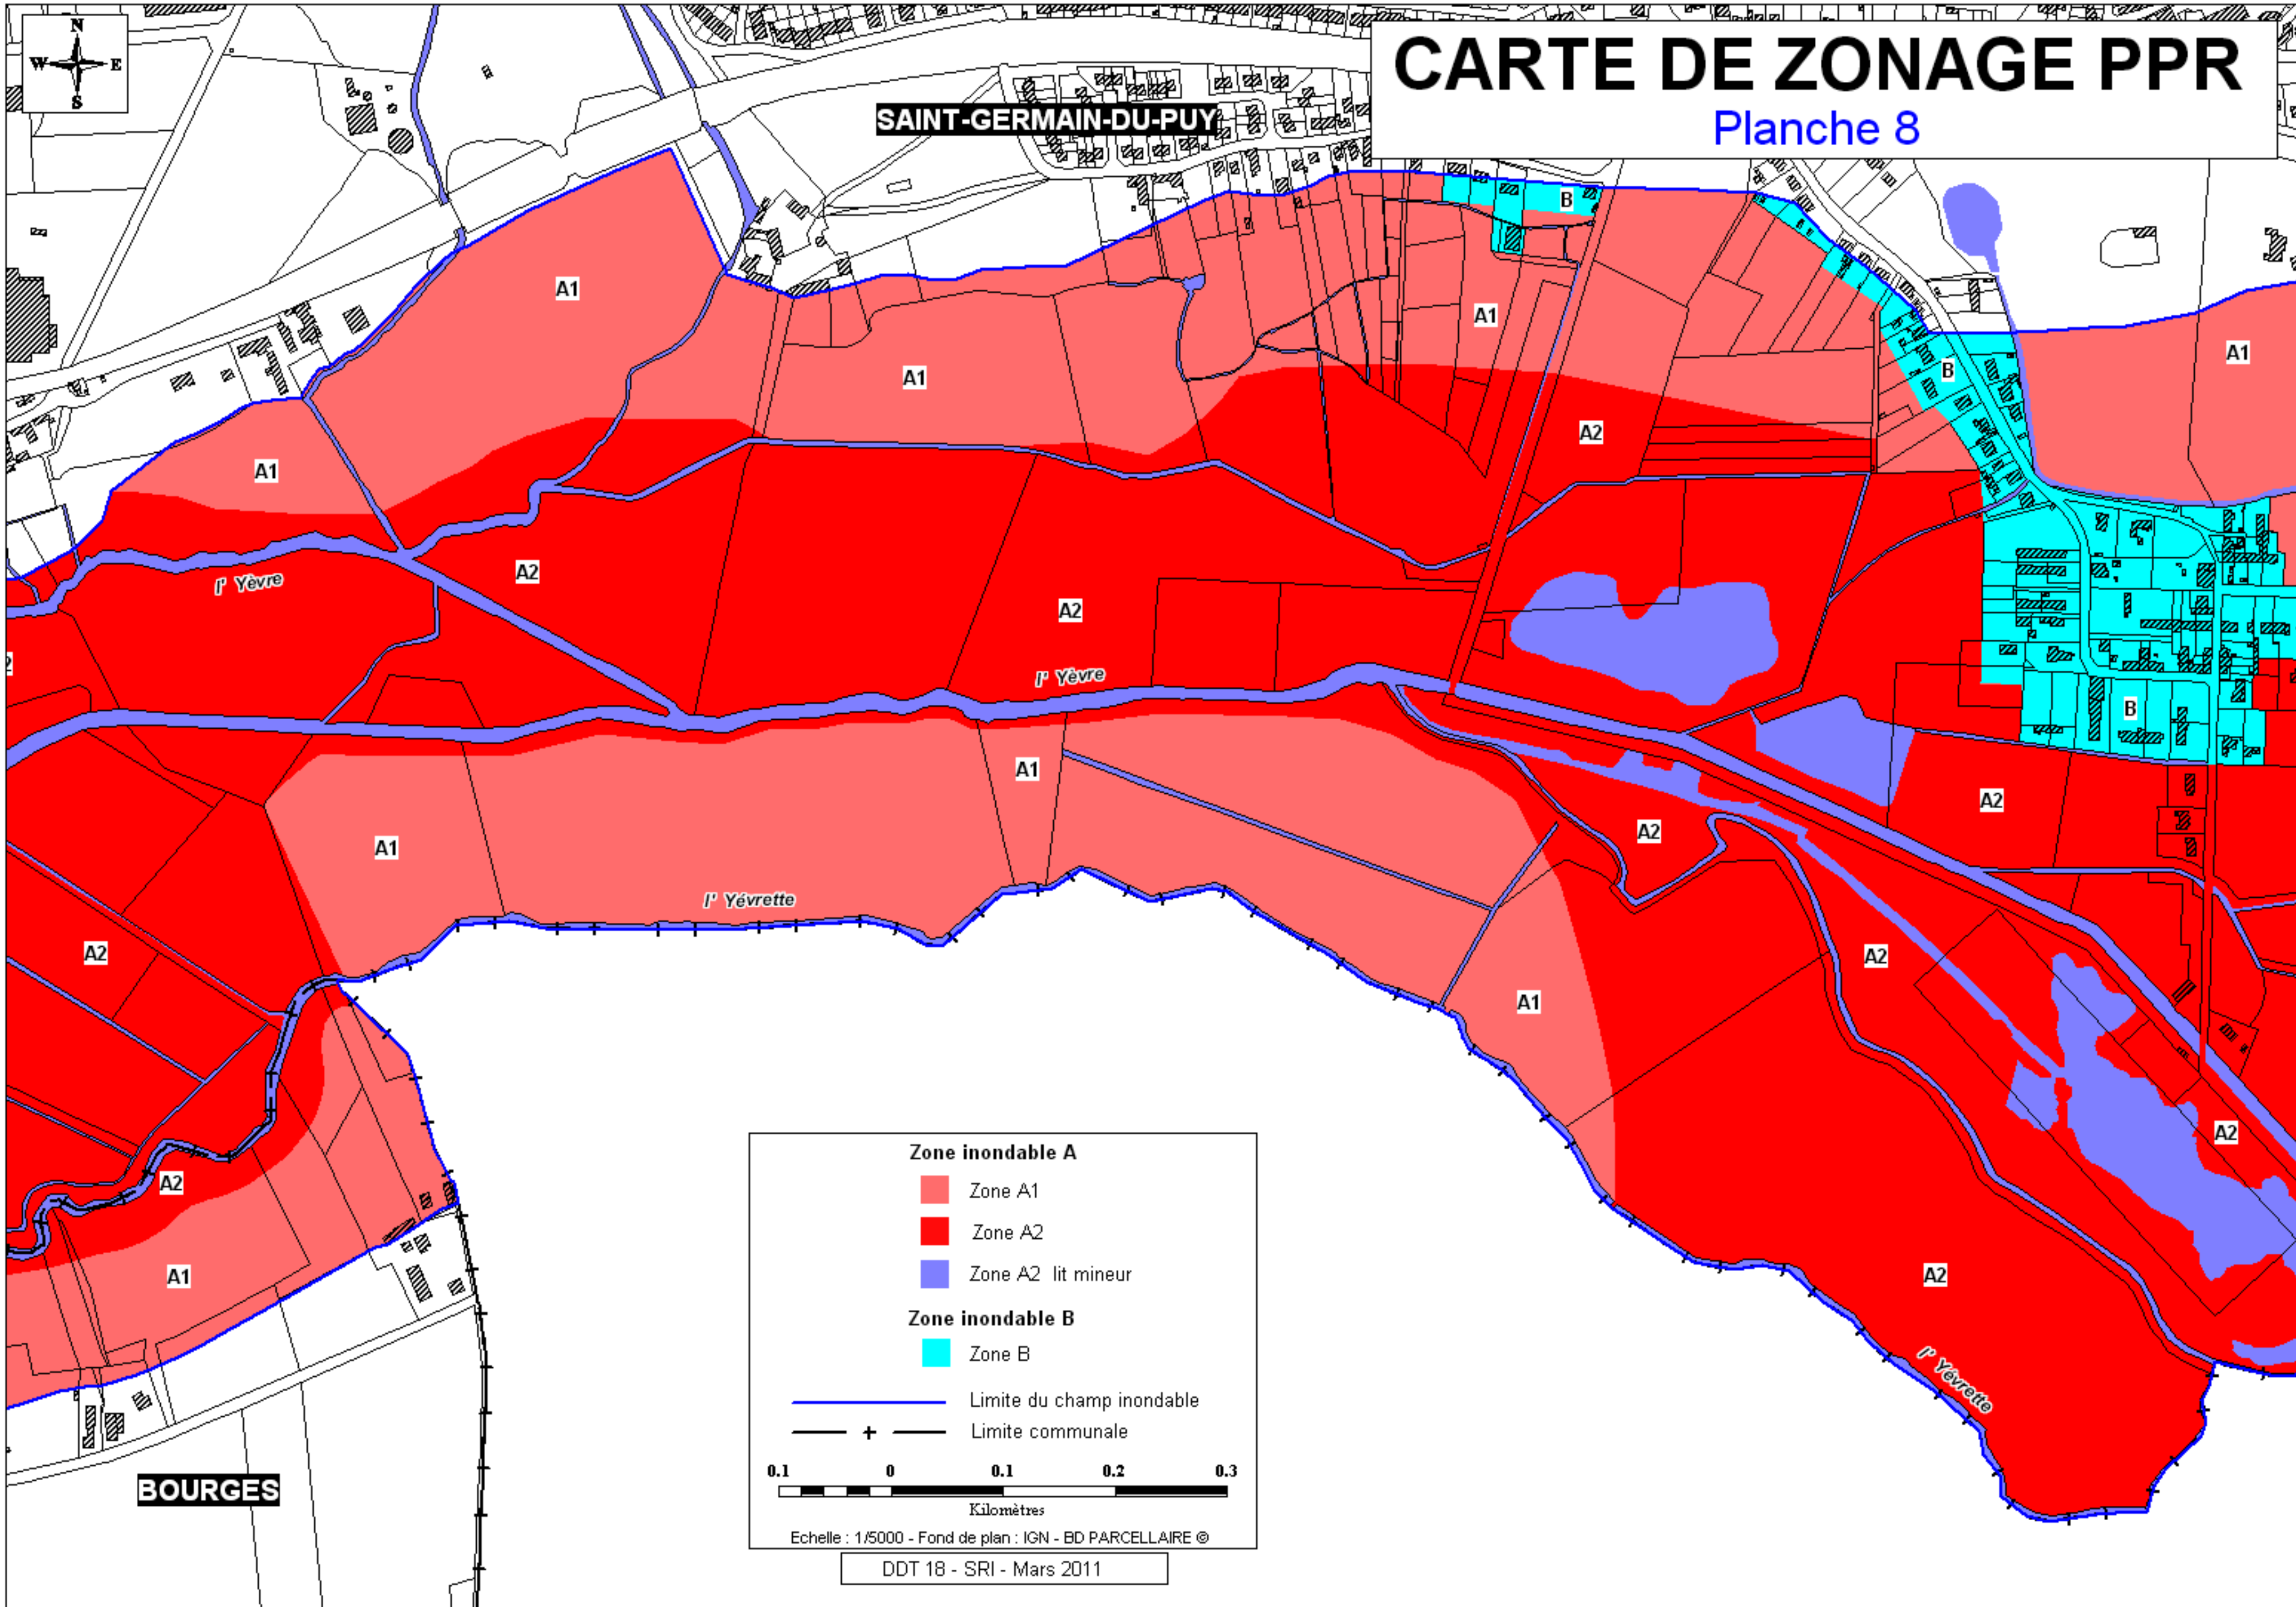 N
W E
S
CARTE DE ZONAGE PPR
Planche 8
SAINT-GERMAIN-DU-PUY
B
A1
A1
A1
A1
B
A1
A2
A1
A2
l' Yèvre
A2
2
l' Yèvre
B
A1
A2
A2
A1
l' Yévrette
A2
A2
A1
A2
A2
A1
A2
l' Yévrette
Zone inondable A
Zone A1
Zone A2
Zone A2 lit mineur
Zone inondable B
Zone B
Limite du champ inondable
Limite communale
0.1 0 0.1 0.2 0.3
Kilomètres
Echelle : 1/5000 - Fond de plan : IGN - BD PARCELLAIRE ©
DDT 18 - SRI - Mars 2011
BOURGES